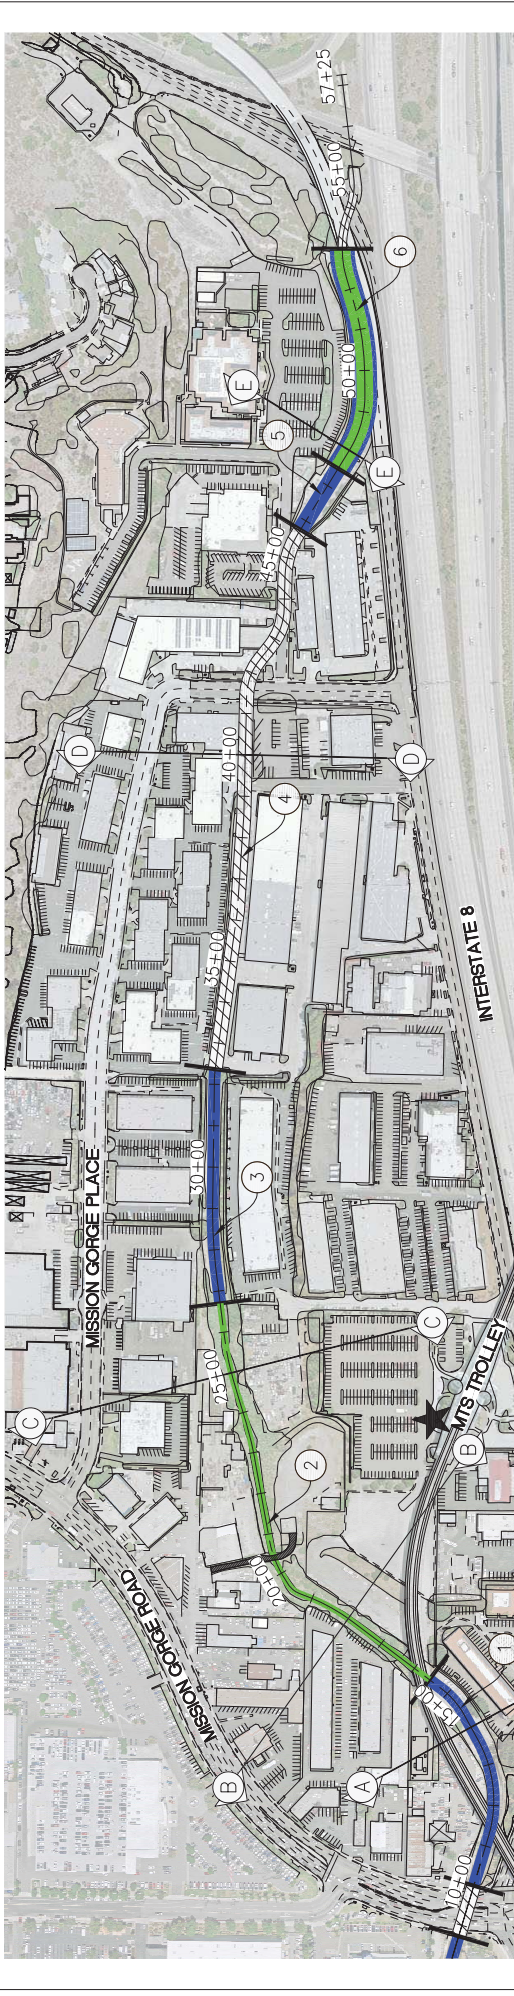 57+25
55+00
6
50+00
E
5
E
45+00
D
40+00
D
4
35+00
INTERSTATE 8
30+00
MISSION GORGE PLACE
3
C
25+00
C
MTS TROLLEY
B
2
20+00
MISSION GORGE ROAD
1
15+00
B
A
10+00